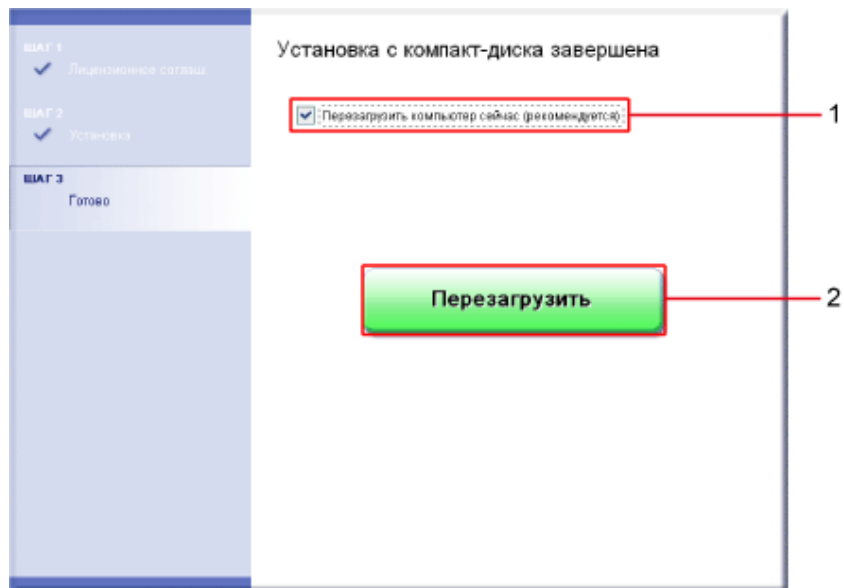 ШАГ 1
Лицензионное соглаш.
ШАГ 2
Установка
ШАГ 3
Готово
Установка с компакт-диска завершена
Перезагрузить компьютер сейчас (рекомендуется)
1
Перезагрузить
2